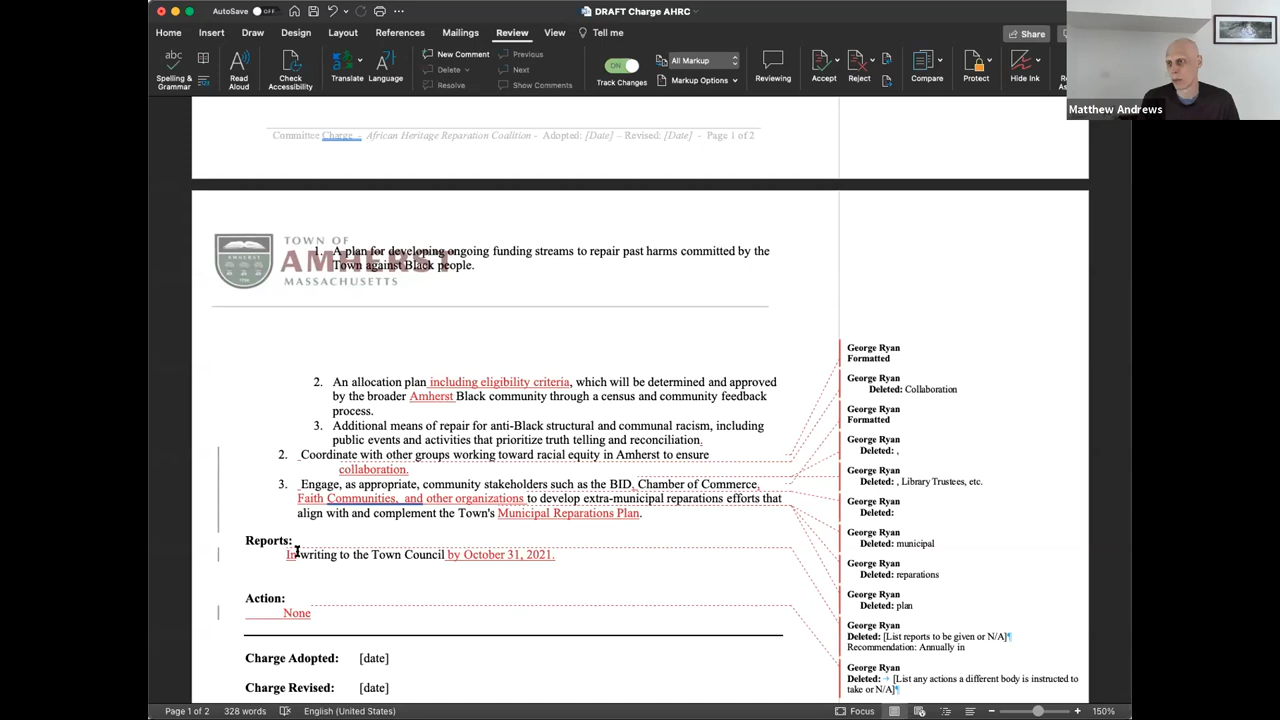 AutoSave OFF
DRAFT Charge AHRC
Home Insert Draw Design Layout References Mailings Review View Tell me
Share
Spelling & Grammar
Read Aloud
Check Accessibility
Translate
Language
New Comment
Delete
Resolve
Previous
Next
Show Comments
ON
Track Changes
All Markup
Markup Options
Reviewing
Accept
Reject
Compare
Protect
Hide Ink
Matthew Andrews
Committee Charge – African Heritage Reparation Coalition - Adopted: [Date] – Revised; [Date] - Page 1 of 2
TOWN OF
AMHERST
MASSACHUSETTS
1. A plan for developing ongoing funding streams to repair past harms committed by the
Town against Black people.
2. An allocation plan including eligibility criteria, which will be determined and approved
by the broader Amherst Black community through a census and community feedback
process.
3. Additional means of repair for anti-Black structural and communal racism, including
public events and activities that prioritize truth telling and reconciliation.
2. Coordinate with other groups working toward racial equity in Amherst to ensure
collaboration.
3. Engage, as appropriate, community stakeholders such as the BID, Chamber of Commerce,
Faith Communities, and other organizations to develop extra-municipal reparations efforts that
align with and complement the Town's Municipal Reparations Plan.
Reports:
In writing to the Town Council by October 31, 2021.
Action:
None
Charge Adopted: [date]
Charge Revised: [date]
George Ryan
Formatted
George Ryan
Deleted: Collaboration
George Ryan
Formatted
George Ryan
Deleted: ,
George Ryan
Deleted: , Library Trustees, etc.
George Ryan
Deleted:
George Ryan
Deleted: municipal
George Ryan
Deleted: reparations
George Ryan
Deleted: plan
George Ryan
Deleted: [List reports to be given or N/A]¶
Recommendation: Annually in
George Ryan
Deleted: → [List any actions a different body is instructed to
take or N/A]¶
Page 1 of 2 328 words English (United States) Focus 150%